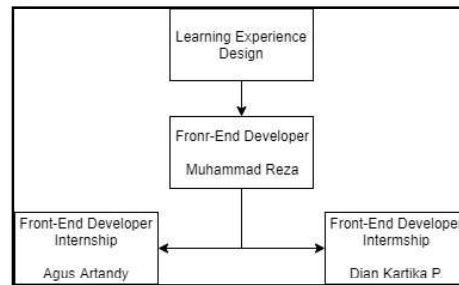 Learning Experience
Design
Fronr-End Developer
Muhammad Reza
Front-End Developer
Internship
Agus Artandy
Front-End Developer
Intermship
Dian Kartika P.